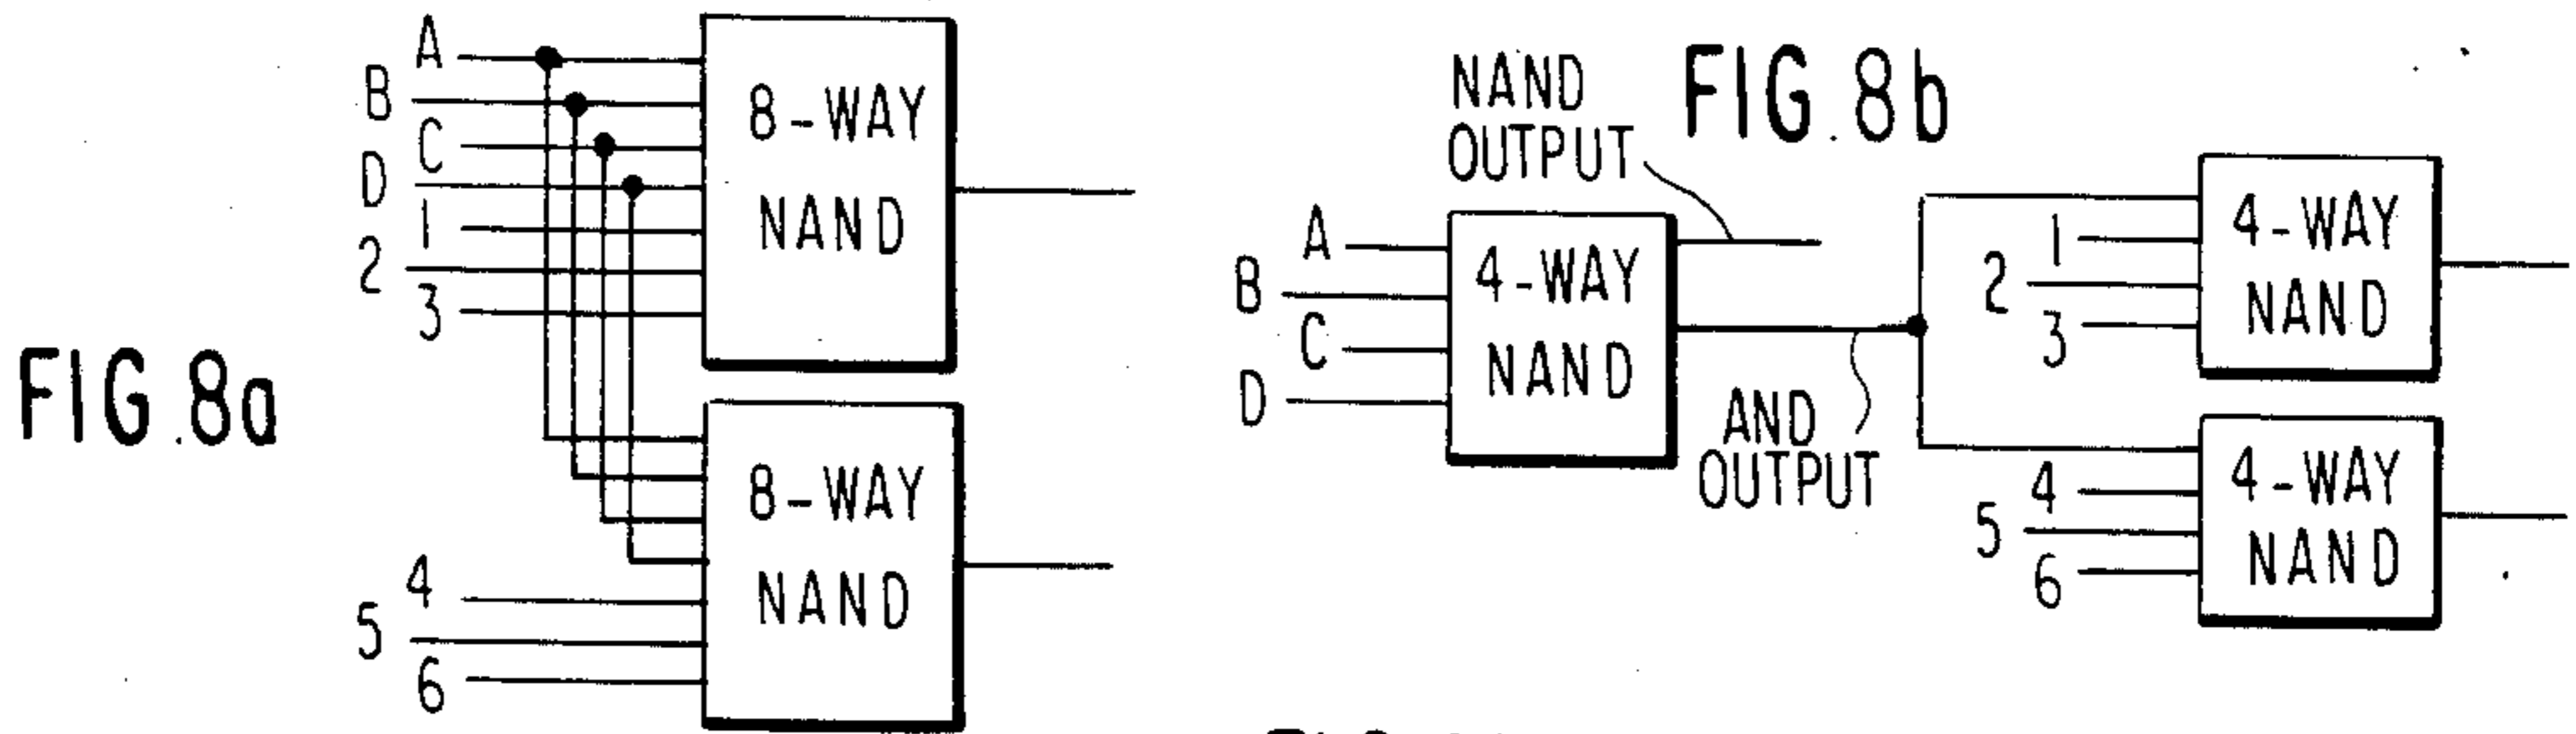 FIG. 8a
A
B
C
D
1
2
3
8-WAY
NAND
4
5
6
8-WAY
NAND
FIG. 8b
NAND
OUTPUT
A
B
C
D
4-WAY
NAND
AND
OUTPUT
1
2
3
4-WAY
NAND
4
5
6
4-WAY
NAND